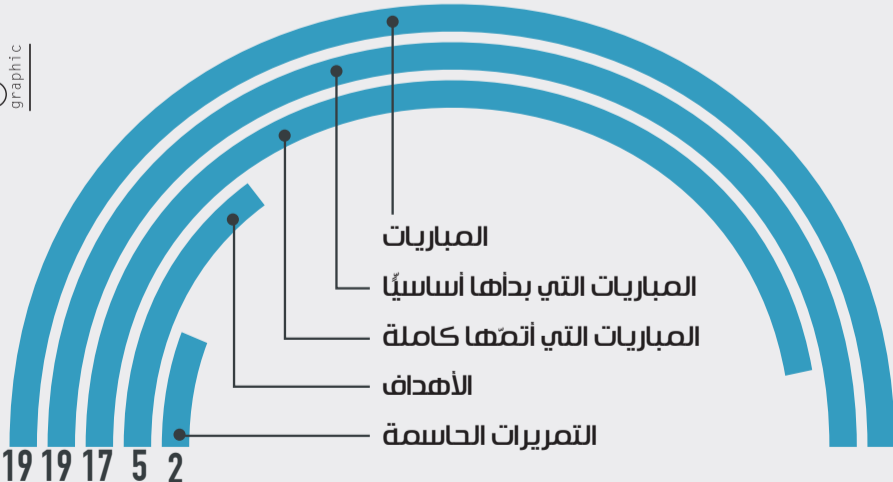 graphic
المباريات
المباريات التي بدأها أساسيًّا
المباريات التي أتمّها كاملة
الأهداف
التمريرات الحاسمة
19 19 17 5 2